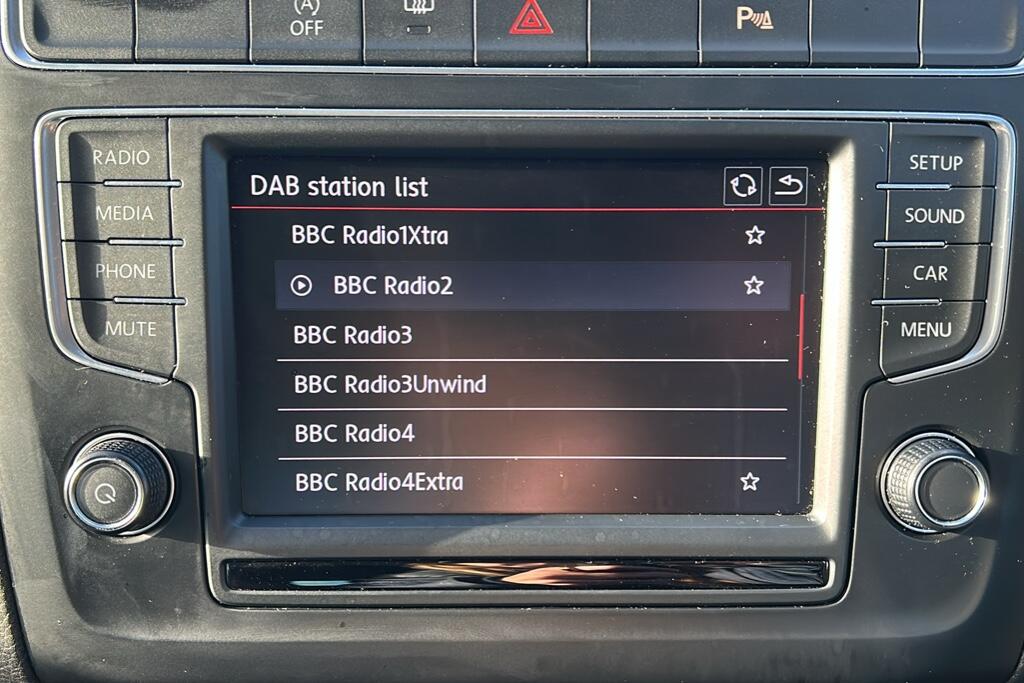 A
OFF
P
RADIO
MEDIA
PHONE
MUTE
DAB station list
BBC Radio1Xtra
BBC Radio2
BBC Radio3
BBC Radio3Unwind
BBC Radio4
BBC Radio4Extra
SETUP
SOUND
CAR
MENU